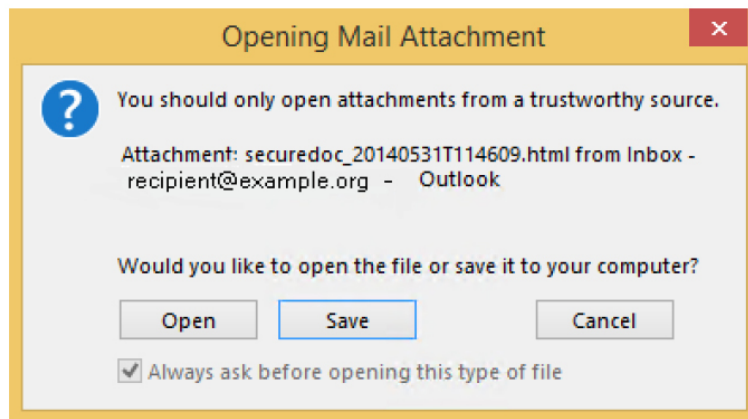 Opening Mail Attachment
You should only open attachments from a trustworthy source.
Attachment: securedoc_20140531T114609.html from Inbox -
recipient@example.org - Outlook
Would you like to open the file or save it to your computer?
Open Save Cancel
Always ask before opening this type of file